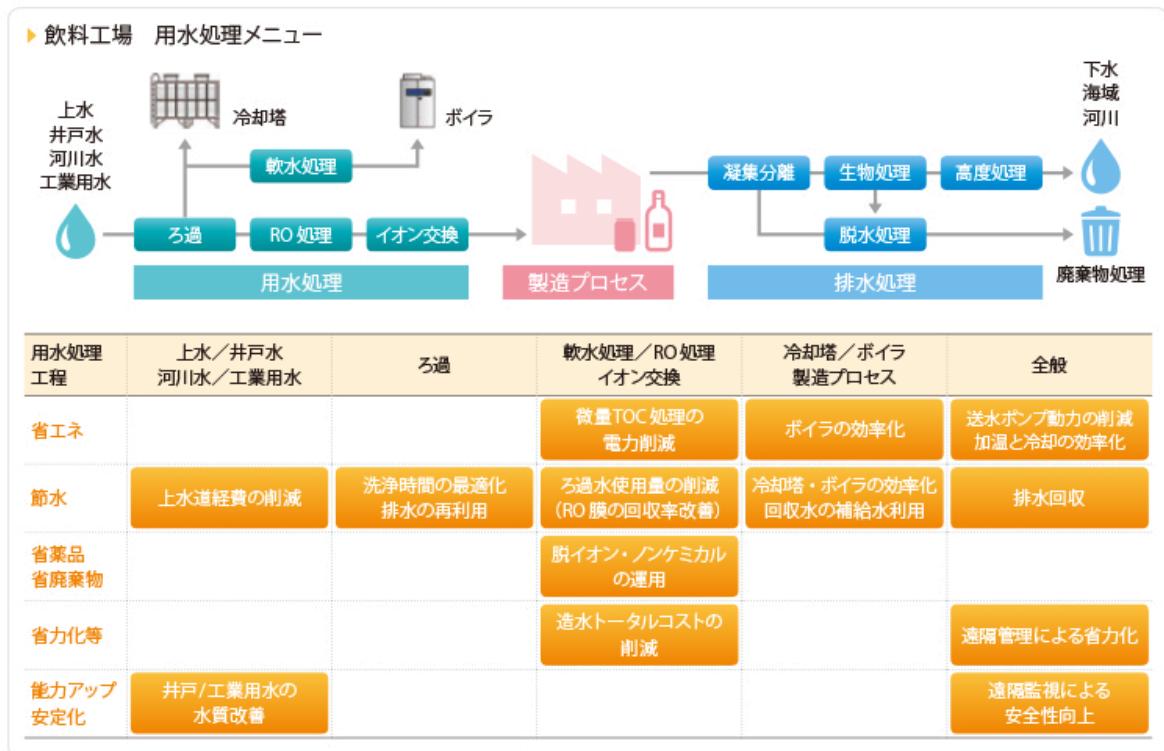 飲料工場　用水処理メニュー
上水
井戸水
河川水
工業用水
冷却塔
ボイラ
軟水処理
ろ過
RO 処理
イオン交換
用水処理
製造プロセス
凝集分離
生物処理
高度処理
脱水処理
排水処理
下水
海域
河川
廃棄物処理
用水処理
工程
上水／井戸水
河川水／工業用水
ろ過
軟水処理／RO 処理
イオン交換
冷却塔／ボイラ
製造プロセス
全般
省エネ
微量TOC 処理の
電力削減
ボイラの効率化
送水ポンプ動力の削減
加温と冷却の効率化
節水
上水道経費の削減
洗浄時間の最適化
排水の再利用
ろ過水使用量の削減
（RO 膜の回収率改善）
冷却塔・ボイラの効率化
回収水の補給水利用
排水回収
省薬品
省廃棄物
脱イオン・ノンケミカル
の運用
省力化等
造水トータルコストの
削減
遠隔管理による省力化
能力アップ
安定化
井戸/工業用水の
水質改善
遠隔監視による
安全性向上